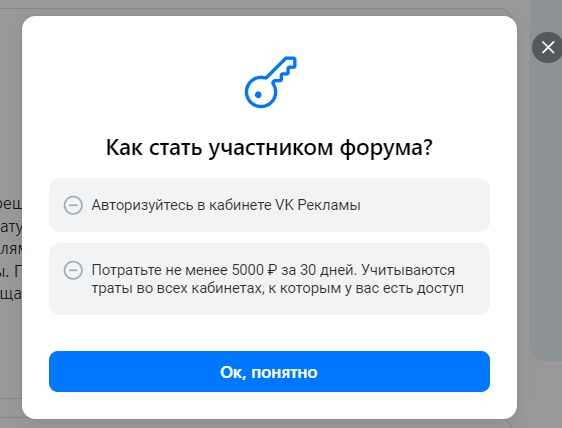 Как стать участником форума?
Авторизуйтесь в кабинете VK Рекламы
Потратьте не менее 5000 ₽ за 30 дней. Учитываются
траты во всех кабинетах, к которым у вас есть доступ
Ок, понятно